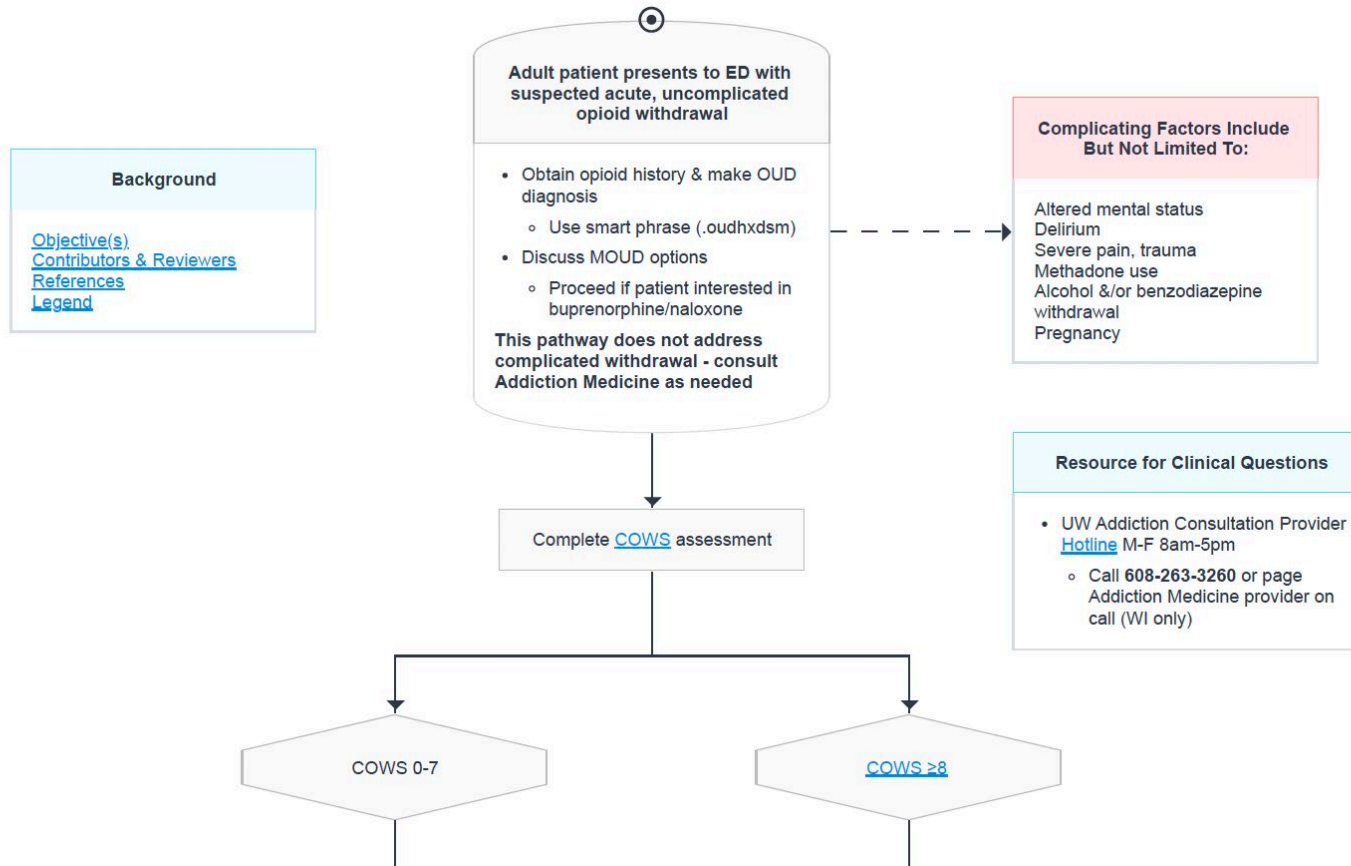 Adult patient presents to ED with
suspected acute, uncomplicated
opioid withdrawal
• Obtain opioid history & make OUD
diagnosis
○ Use smart phrase (.oudhxdsm)
• Discuss MOUD options
○ Proceed if patient interested in
buprenorphine/naloxone
This pathway does not address
complicated withdrawal - consult
Addiction Medicine as needed
Background
Objective(s)
Contributors & Reviewers
References
Legend
Complicating Factors Include
But Not Limited To:
Altered mental status
Delirium
Severe pain, trauma
Methadone use
Alcohol &/or benzodiazepine
withdrawal
Pregnancy
Resource for Clinical Questions
• UW Addiction Consultation Provider
Hotline M-F 8am-5pm
○ Call 608-263-3260 or page
Addiction Medicine provider on
call (WI only)
Complete COWS assessment
COWS 0-7
COWS ≥8